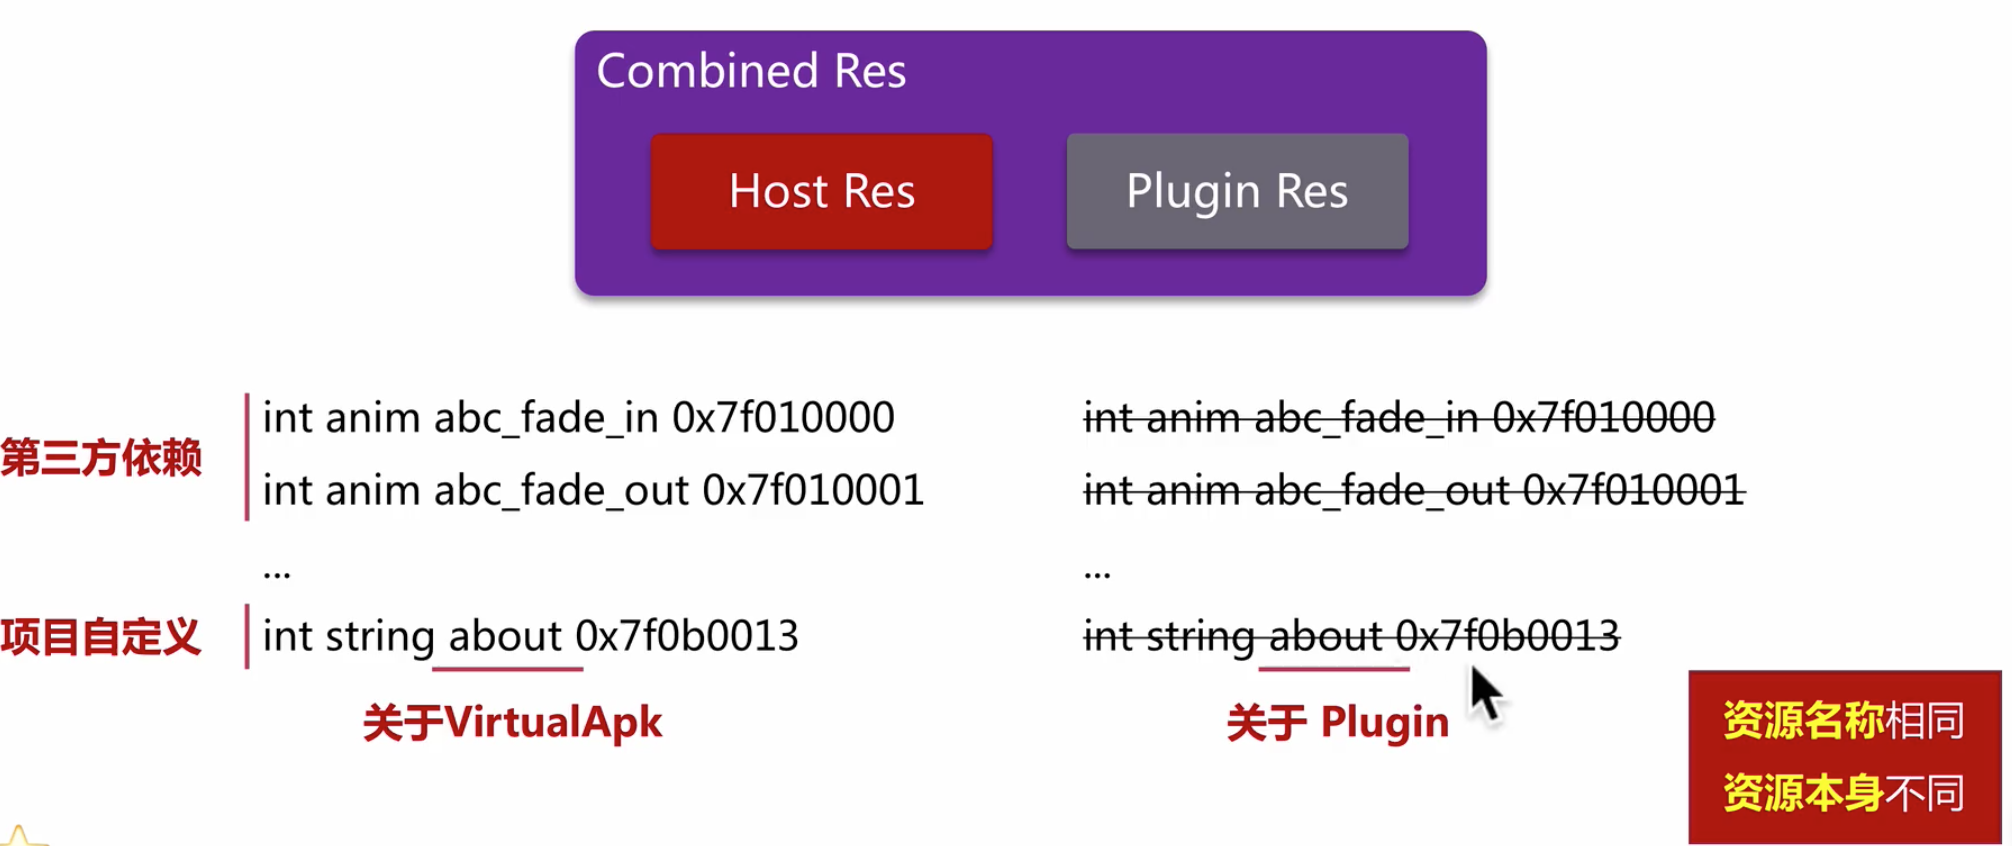 Combined Res
Host Res
Plugin Res
第三方依赖
int anim abc_fade_in 0x7f010000
int anim abc_fade_out 0x7f010001
...
项目自定义
int string about 0x7f0b0013
关于VirtualApk
int anim abc_fade_in 0x7f010000
int anim abc_fade_out 0x7f010001
...
int string about 0x7f0b0013
关于 Plugin
资源名称相同
资源本身不同